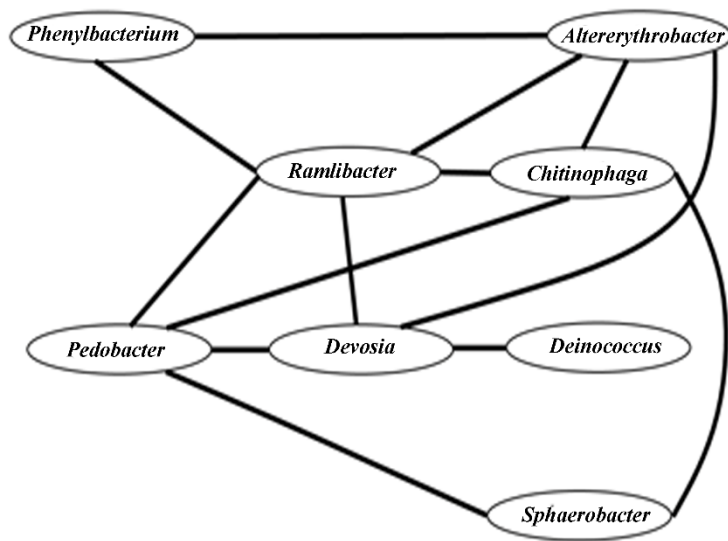 Phenylbacterium
Altererythrobacter
Ramlibacter
Chitinophaga
Pedobacter
Devosia
Deinococcus
Sphaerobacter